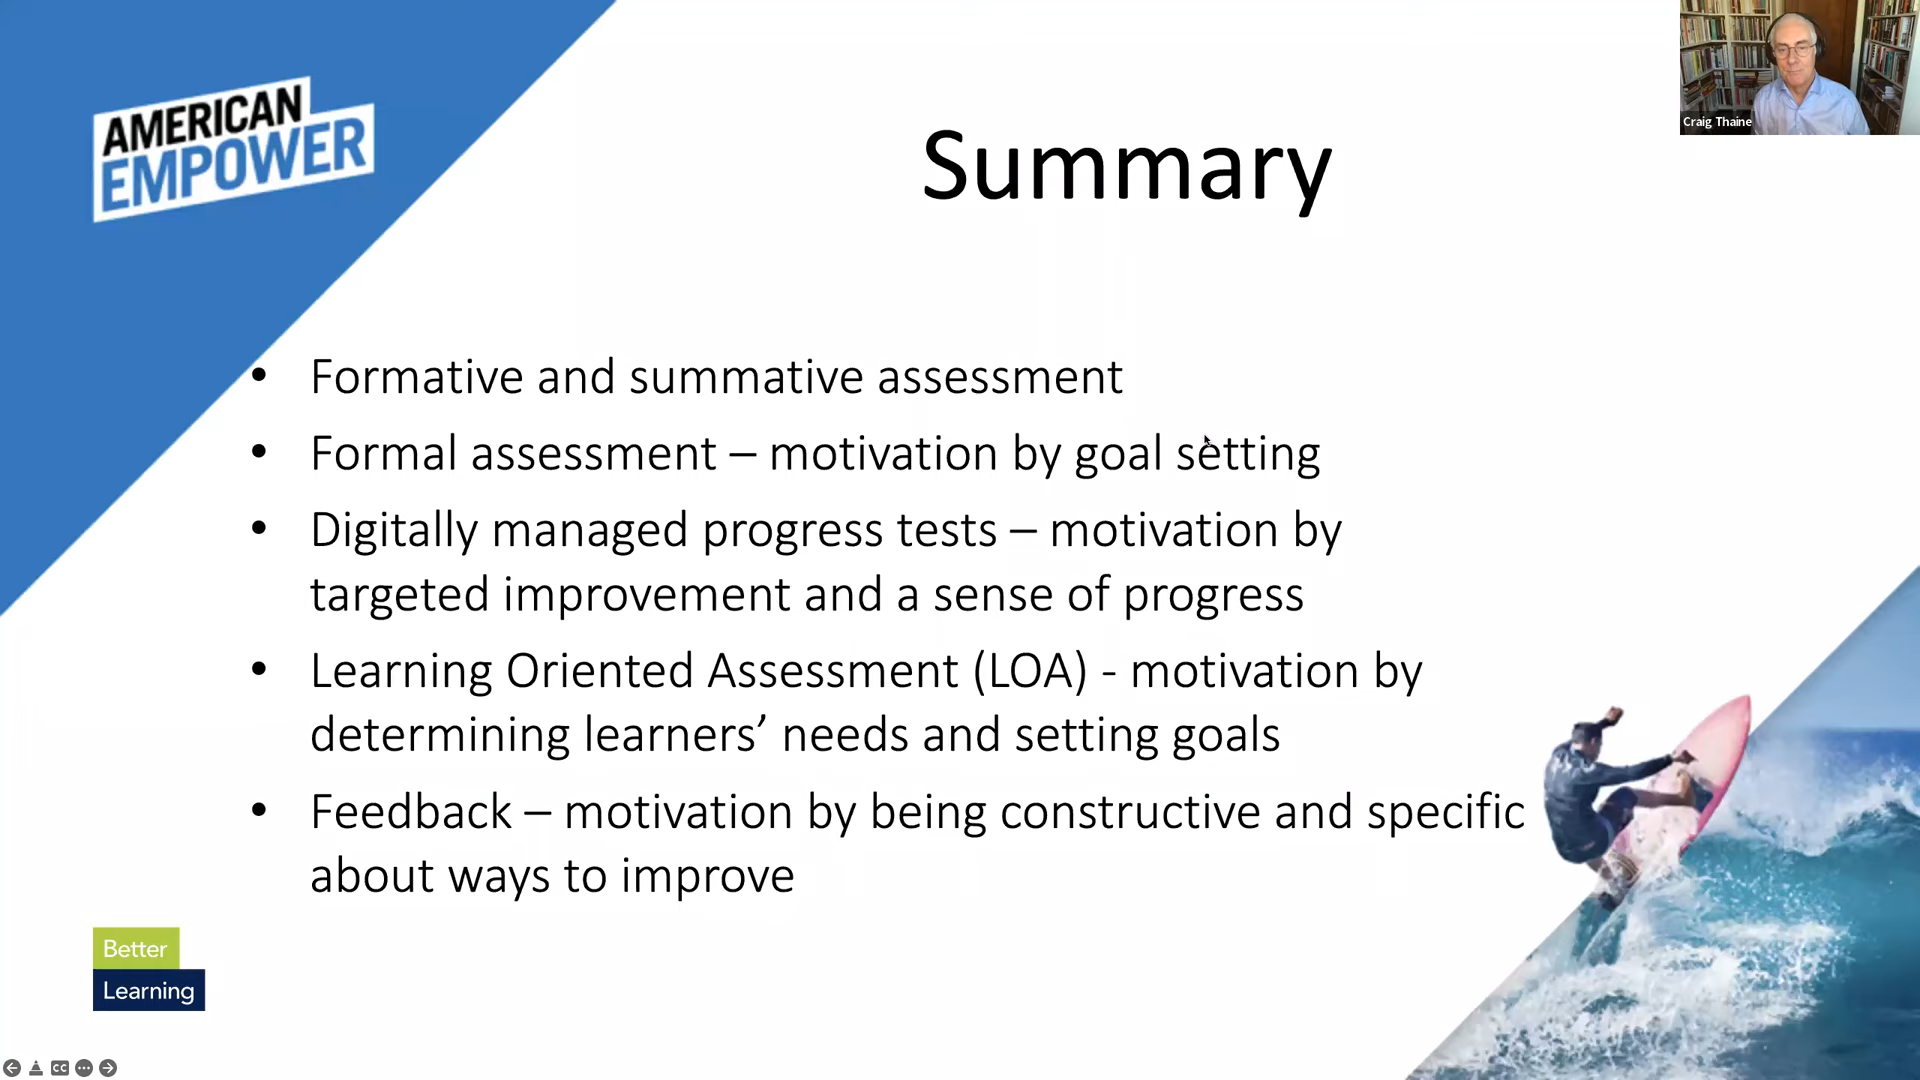 AMERICAN
EMPOWER
Craig Thaine
Summary
• Formative and summative assessment
• Formal assessment – motivation by goal setting
• Digitally managed progress tests – motivation by
targeted improvement and a sense of progress
• Learning Oriented Assessment (LOA) - motivation by
determining learners’ needs and setting goals
• Feedback – motivation by being constructive and specific
about ways to improve
Better
Learning
CC